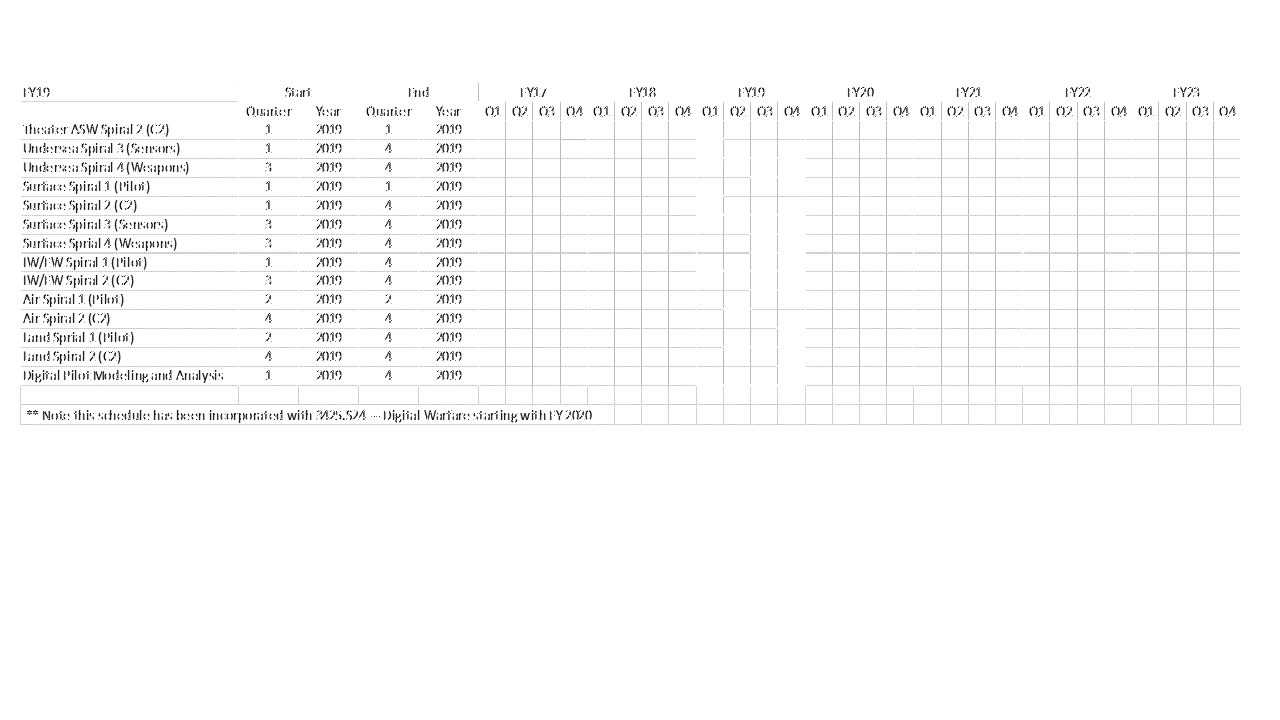 FY19 Start End FY17 FY18 FY19 FY20 FY21 FY22 FY23
Quarter Year Quarter Year Q1 Q2 Q3 Q4 Q1 Q2 Q3 Q4 Q1 Q2 Q3 Q4 Q1 Q2 Q3 Q4 Q1 Q2 Q3 Q4 Q1 Q2 Q3 Q4 Q1 Q2 Q3 Q4
Theater ASW Spiral 2 (C2) 1 2019 1 2019
Undersea Spiral 3 (Sensors) 1 2019 4 2019
Undersea Spiral 4 (Weapons) 3 2019 4 2019
Surface Spiral 1 (Pilot) 1 2019 1 2019
Surface Spiral 2 (C2) 1 2019 4 2019
Surface Spiral 3 (Sensors) 3 2019 4 2019
Surface Sprial 4 (Weapons) 3 2019 4 2019
IW/EW Spiral 1 (Pilot) 1 2019 4 2019
IW/EW Spiral 2 (C2) 3 2019 4 2019
Air Spiral 1 (Pilot) 2 2019 2 2019
Air Spiral 2 (C2) 4 2019 4 2019
Land Sprial 1 (Pilot) 2 2019 4 2019
Land Spiral 2 (C2) 4 2019 4 2019
Digital Pilot Modeling and Analysis 1 2019 4 2019
** Note this schedule has been incorporated with 3425.S24 -- Digital Warfare starting with FY 2020